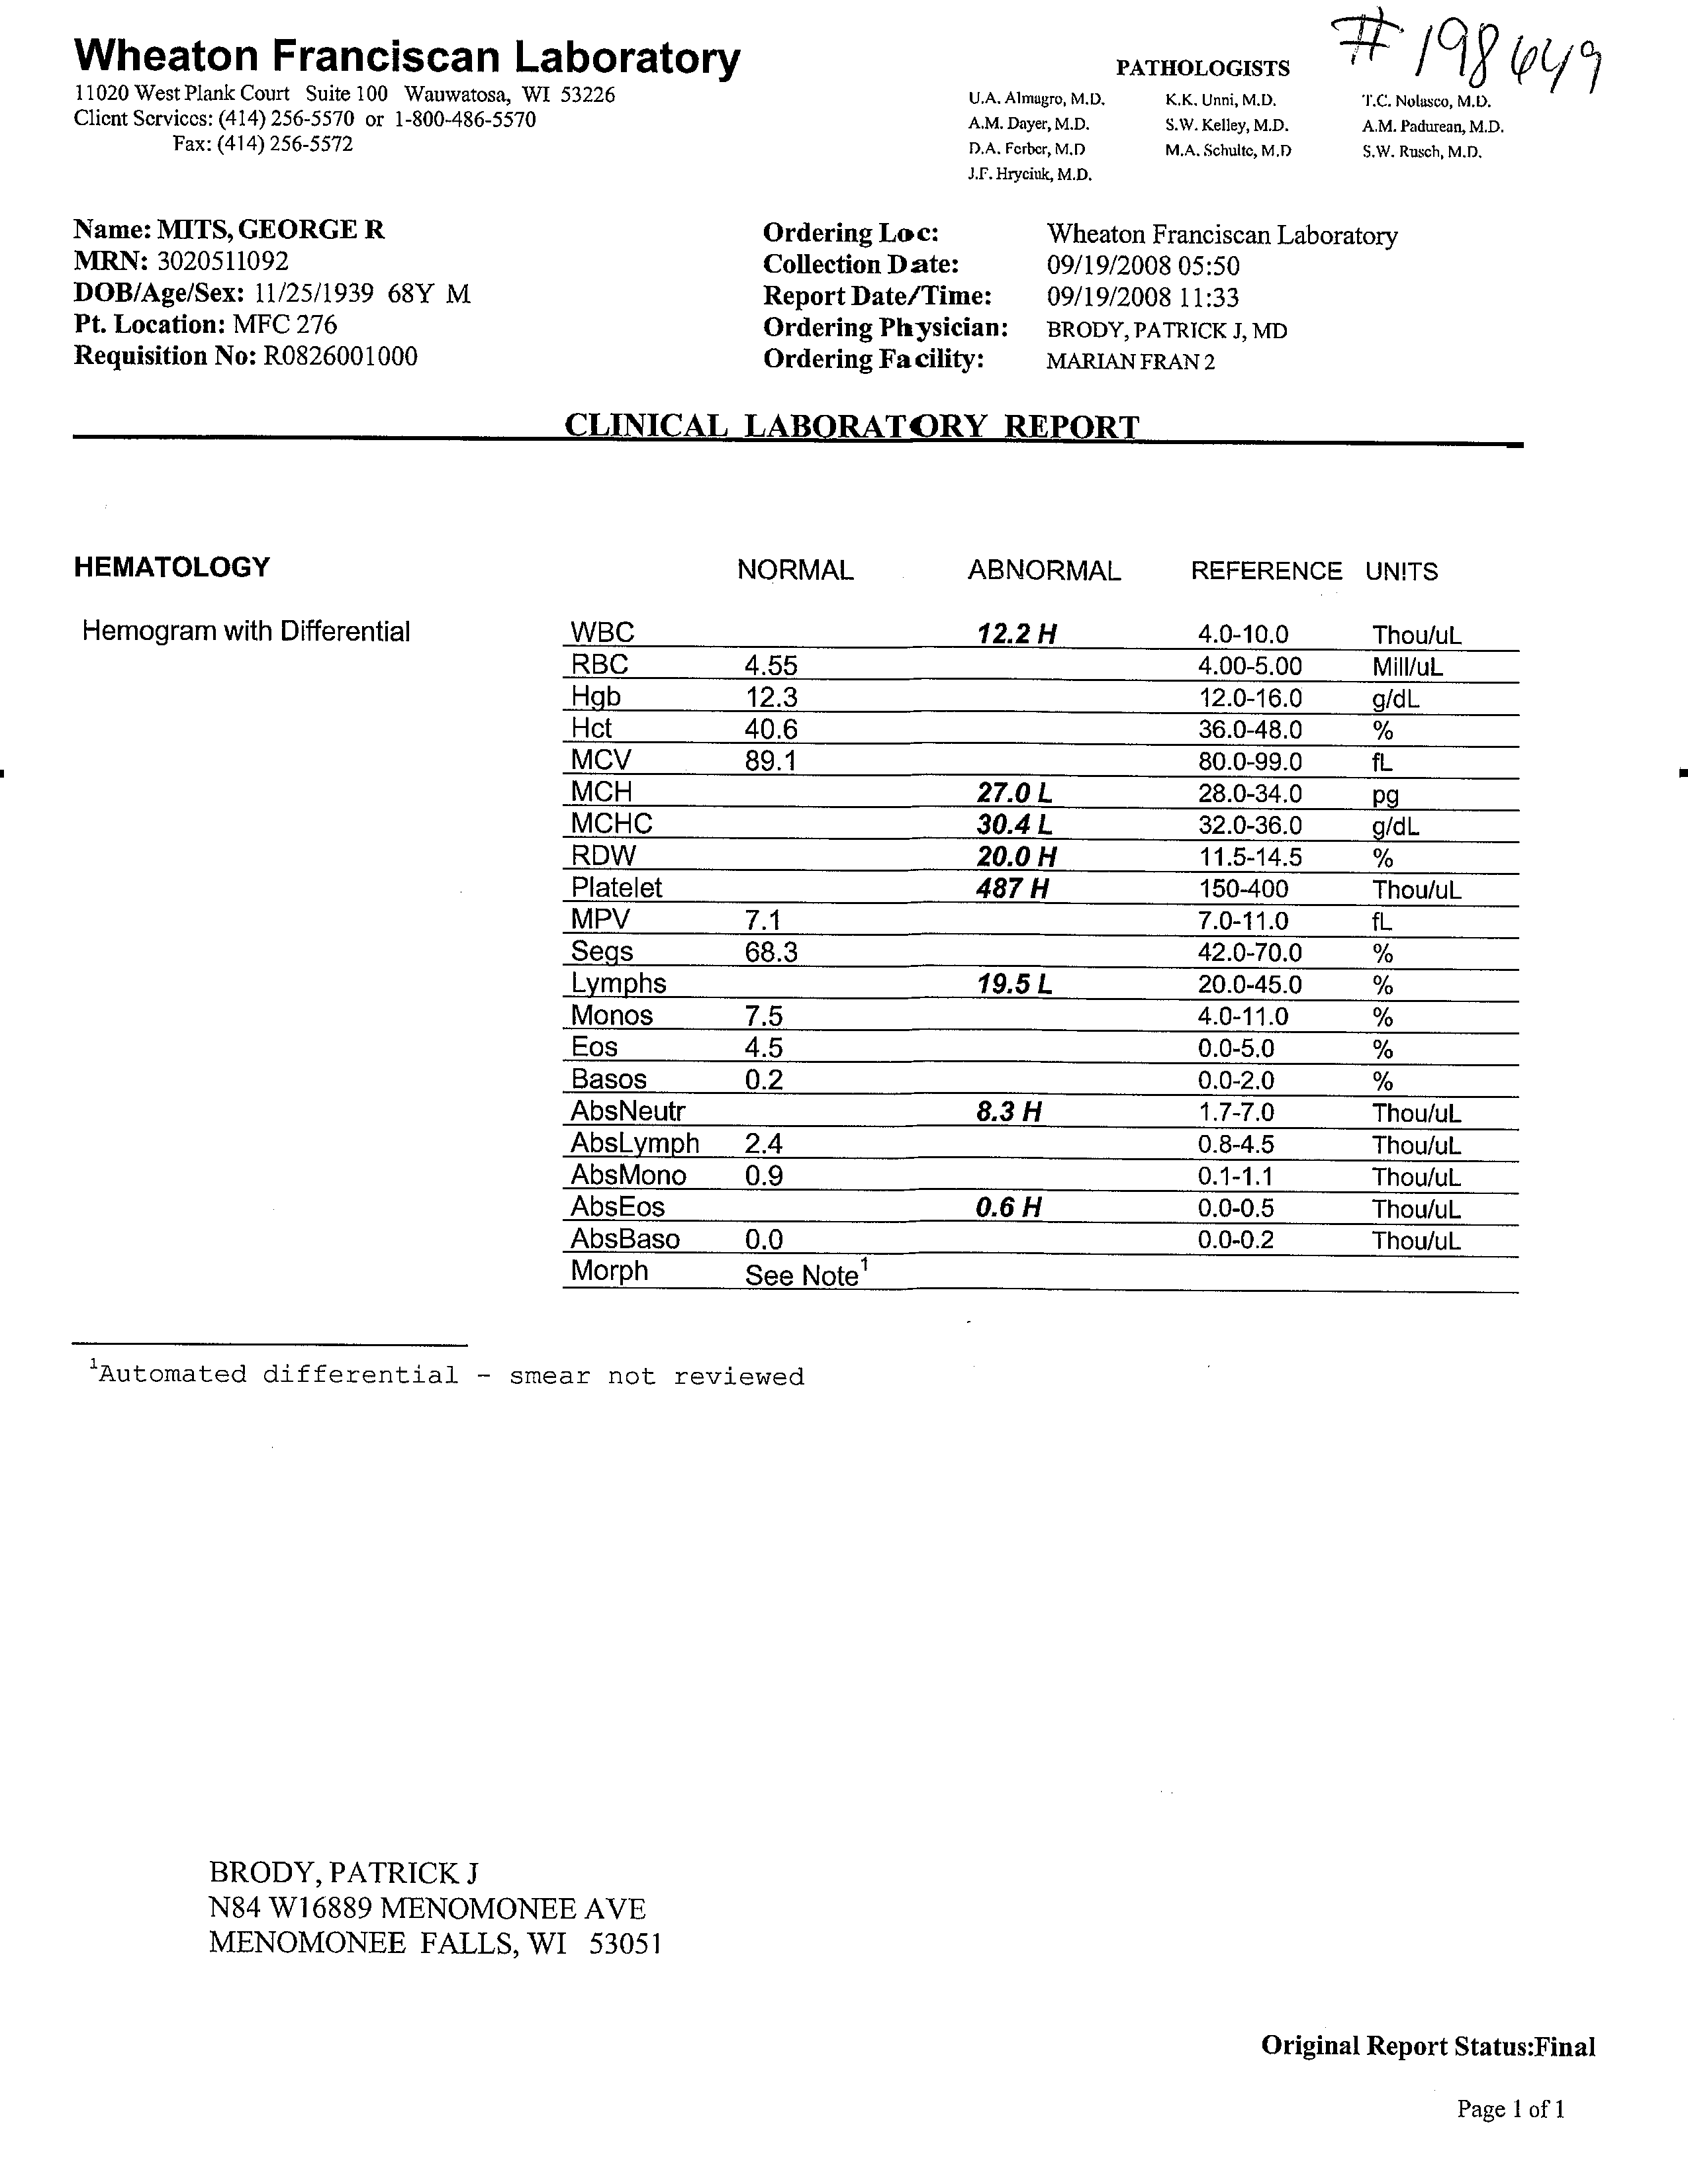 Wheaton Franciscan Laboratory
11020 West Plank Court Suite 100 Wauwatosa, WI 53226
Client Services: (414) 256-5570 or 1-800-486-5570
Fax: (414) 256-5572
# 198649
PATHOLOGISTS
U.A. Almagro, M.D. K.K. Unni, M.D. T.C. Nolasco, M.D.
A.M. Dayer, M.D. S.W. Kelley, M.D. A.M. Padurean, M.D.
D.A. Ferber, M.D M.A. Schulte, M.D S.W. Rusch, M.D.
J.F. Hryciuk, M.D.
Name: MITS, GEORGE R
MRN: 3020511092
DOB/Age/Sex: 11/25/1939 68Y M
Pt. Location: MFC 276
Requisition No: R0826001000
Ordering Loc: Wheaton Franciscan Laboratory
Collection Date: 09/19/2008 05:50
Report Date/Time: 09/19/2008 11:33
Ordering Physician: BRODY, PATRICK J, MD
Ordering Facility: MARIAN FRAN 2
CLINICAL LABORATORY REPORT
HEMATOLOGY NORMAL ABNORMAL REFERENCE UNITS
Hemogram with Differential WBC 12.2 H 4.0-10.0 Thou/uL
RBC 4.55 4.00-5.00 Mill/uL
Hgb 12.3 12.0-16.0 g/dL
Hct 40.6 36.0-48.0 %
MCV 89.1 80.0-99.0 fL
MCH 27.0 L 28.0-34.0 pg
MCHC 30.4 L 32.0-36.0 g/dL
RDW 20.0 H 11.5-14.5 %
Platelet 487 H 150-400 Thou/uL
MPV 7.1 7.0-11.0 fL
Segs 68.3 42.0-70.0 %
Lymphs 19.5 L 20.0-45.0 %
Monos 7.5 4.0-11.0 %
Eos 4.5 0.0-5.0 %
Basos 0.2 0.0-2.0 %
AbsNeutr 8.3 H 1.7-7.0 Thou/uL
AbsLymph 2.4 0.8-4.5 Thou/uL
AbsMono 0.9 0.1-1.1 Thou/uL
AbsEos 0.6 H 0.0-0.5 Thou/uL
AbsBaso 0.0 0.0-0.2 Thou/uL
Morph See Note¹
¹Automated differential - smear not reviewed
BRODY, PATRICK J
N84 W16889 MENOMONEE AVE
MENOMONEE FALLS, WI 53051
Original Report Status:Final
Page 1 of 1